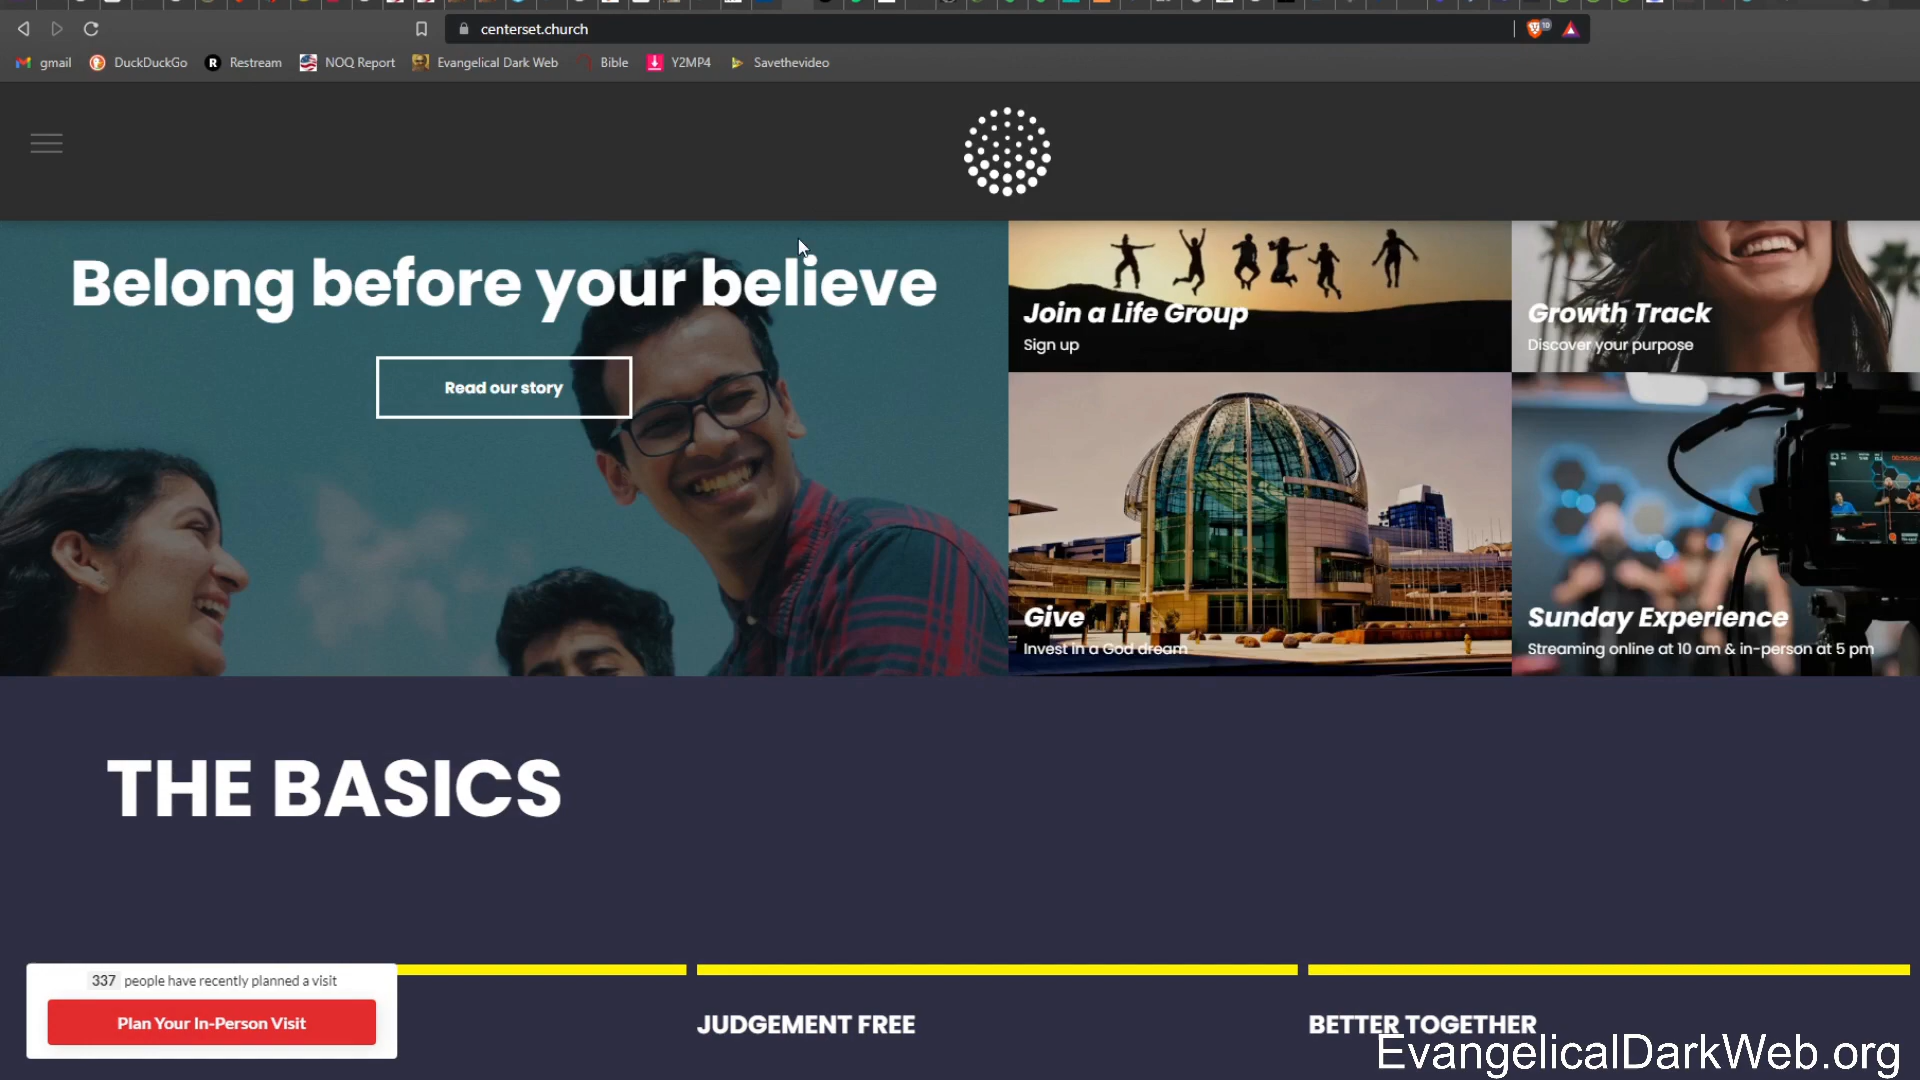 centerset.church
10
gmail
DuckDuckGo
Restream
NOQ Report
Evangelical Dark Web
Bible
Y2MP4
Savethevideo
Belong before your believe
Read our story
Join a Life Group
Sign up
Growth Track
Discover your purpose
Give
Invest In a God dream
Sunday Experience
Streaming online at 10 am & in-person at 5 pm
THE BASICS
337 people have recently planned a visit
Plan Your In-Person Visit
JUDGEMENT FREE
BETTER TOGETHER
EvangelicalDarkWeb.org